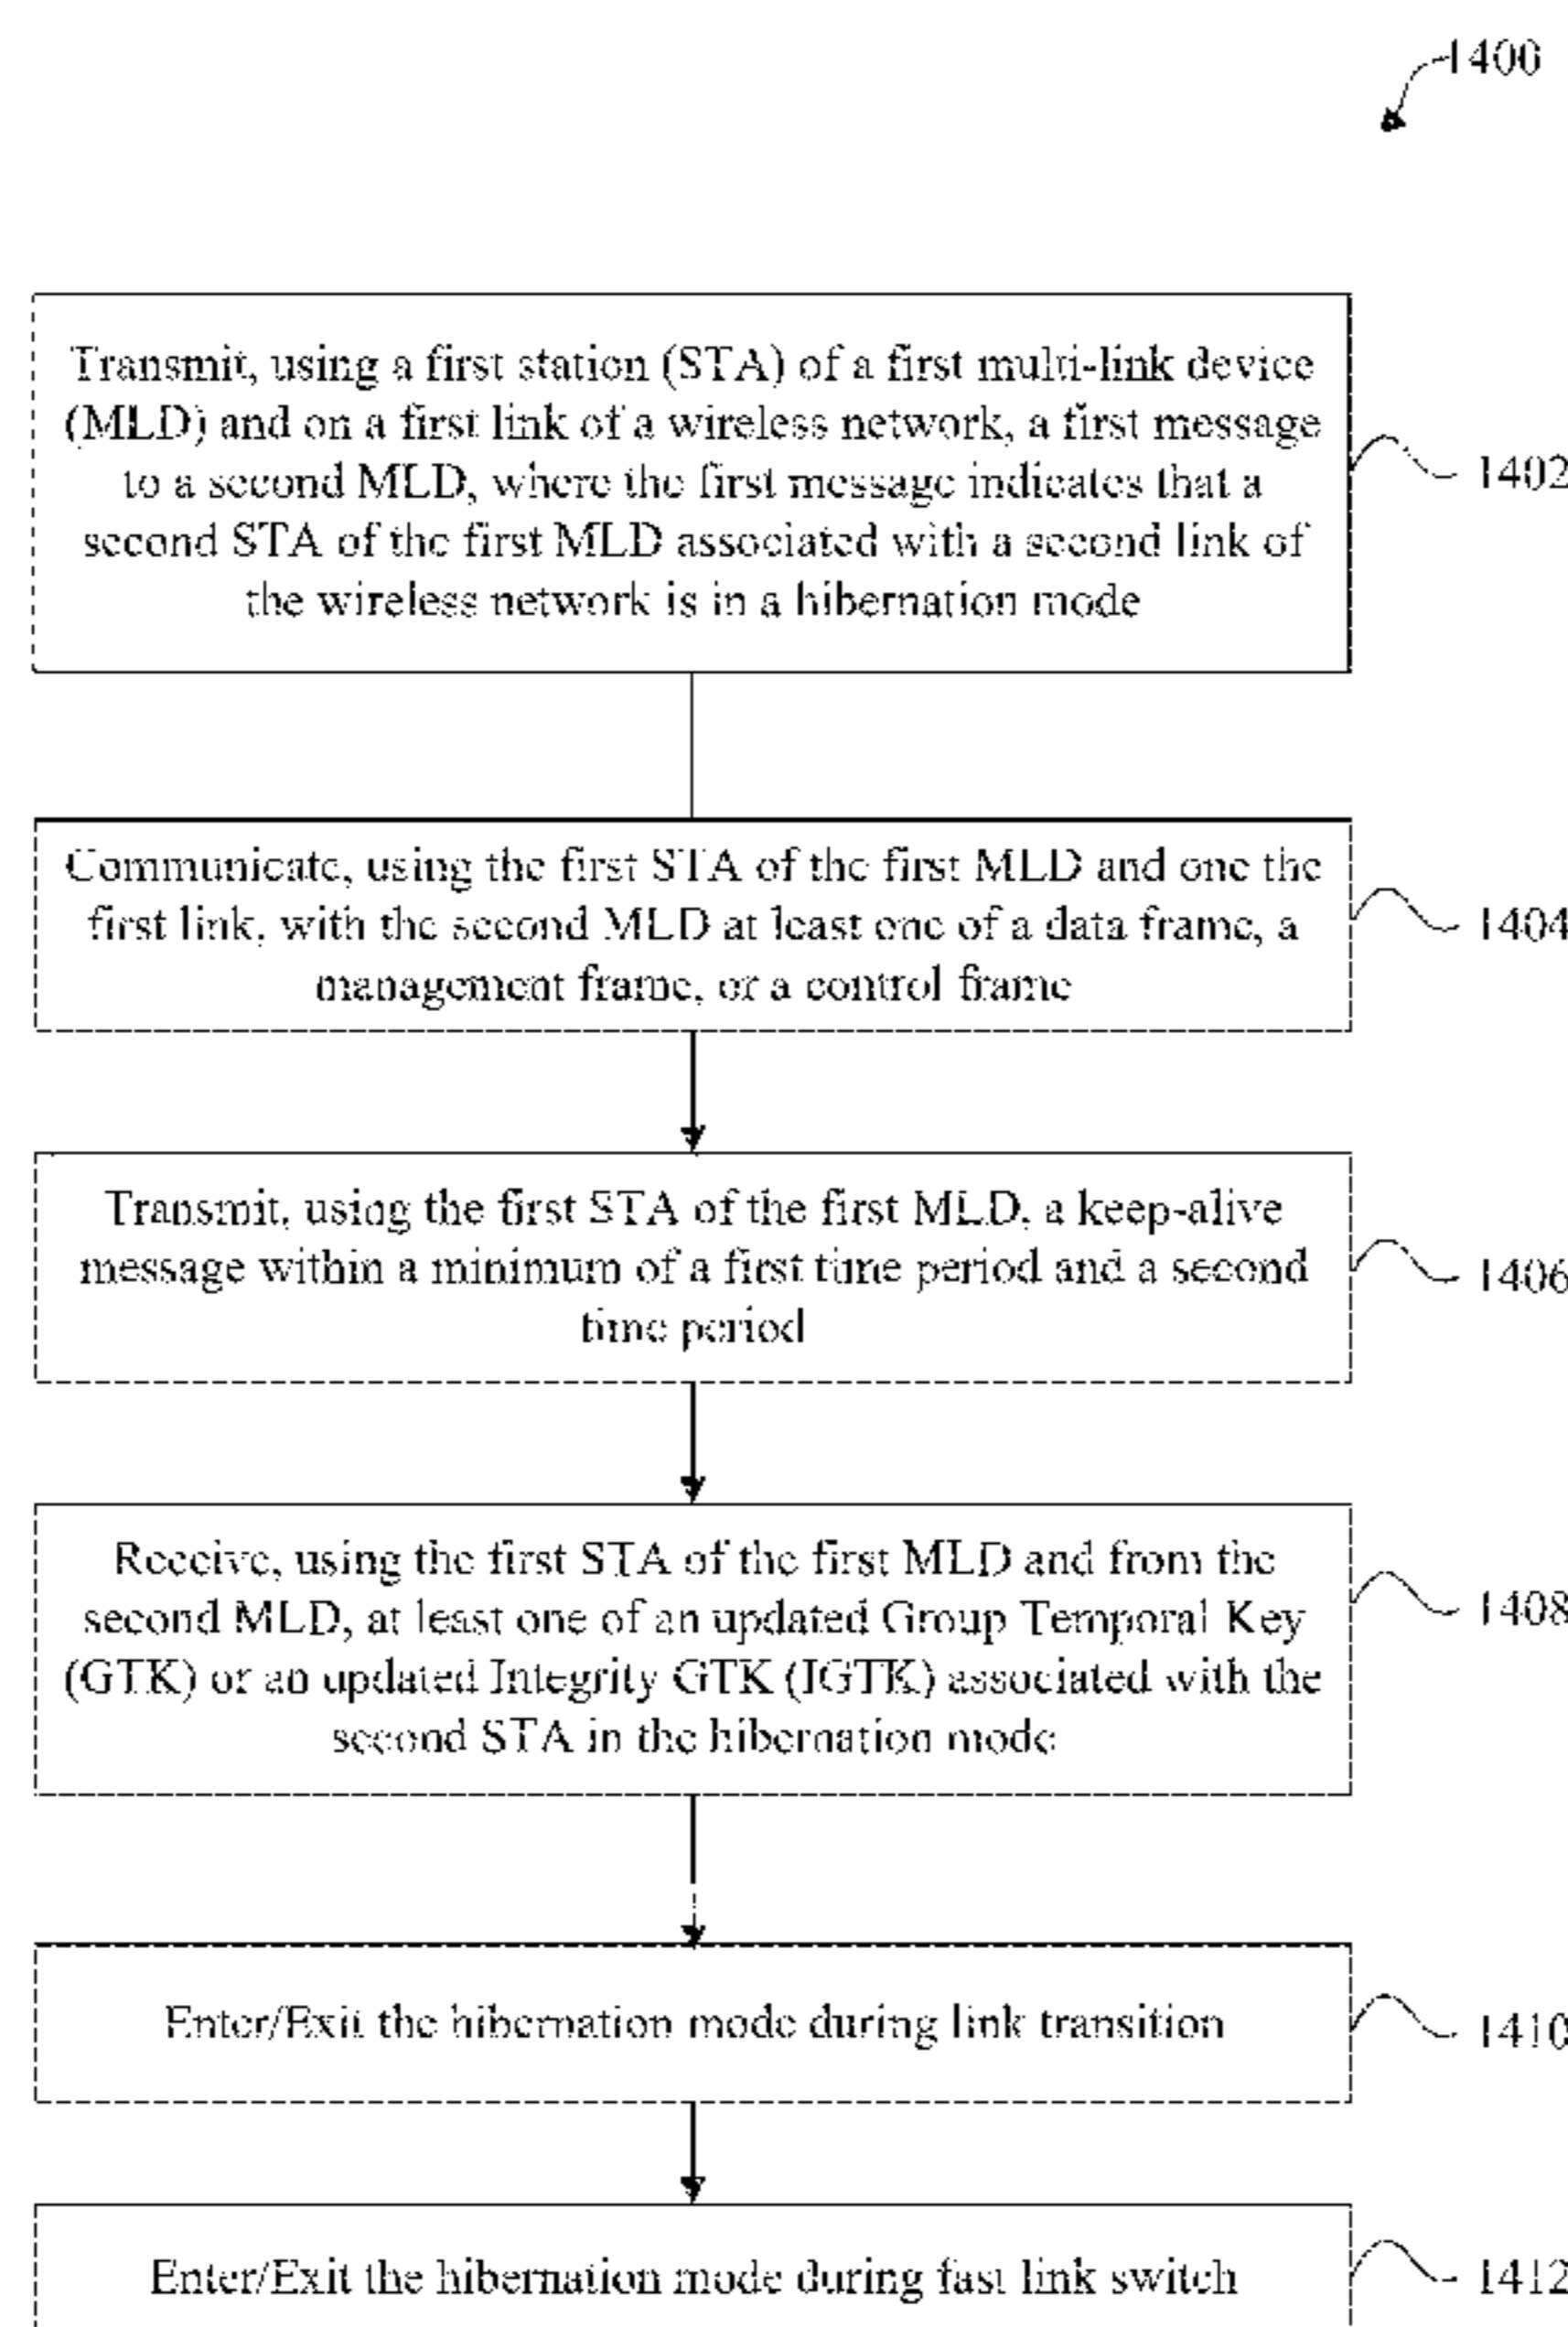 1400
Transmit, using a first station (STA) of a first multi-link device
(MLD) and on a first link of a wireless network, a first message
to a second MLD, where the first message indicates that a
second STA of the first MLD associated with a second link of
the wireless network is in a hibernation mode
1402
Communicate, using the first STA of the first MLD and one the
first link, with the second MLD at least one of a data frame, a
management frame, or a control frame
1404
Transmit, using the first STA of the first MLD, a keep-alive
message within a minimum of a first time period and a second
time period
1406
Receive, using the first STA of the first MLD and from the
second MLD, at least one of an updated Group Temporal Key
(GTK) or an updated Integrity GTK (IGTK) associated with the
second STA in the hibernation mode
1408
Enter/Exit the hibernation mode during link transition
1410
Enter/Exit the hibernation mode during fast link switch
1412